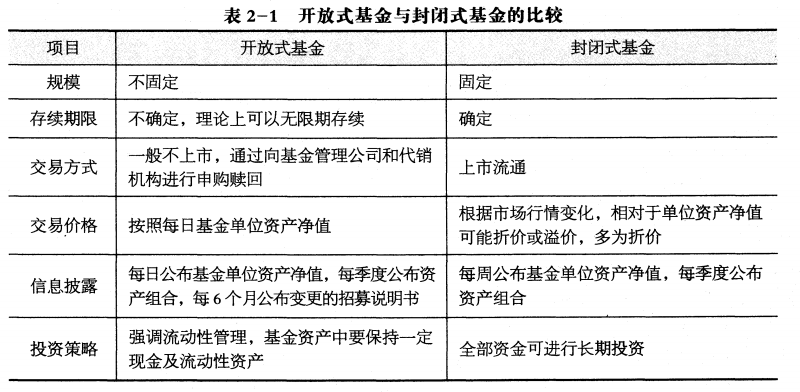 表 2-1 开放式基金与封闭式基金的比较
项目 开放式基金 封闭式基金
规模 不固定 固定
存续期限 不确定，理论上可以无限期存续 确定
交易方式 一般不上市，通过向基金管理公司和代销 上市流通
机构进行申购赎回
交易价格 按照每日基金单位资产净值 根据市场行情变化，相对于单位资产净值
可能折价或溢价，多为折价
信息披露 每日公布基金单位资产净值，每季度公布资 每周公布基金单位资产净值，每季度公布
产组合，每 6 个月公布变更的招募说明书 资产组合
投资策略 强调流动性管理，基金资产中要保持一定 全部资金可进行长期投资
现金及流动性资产